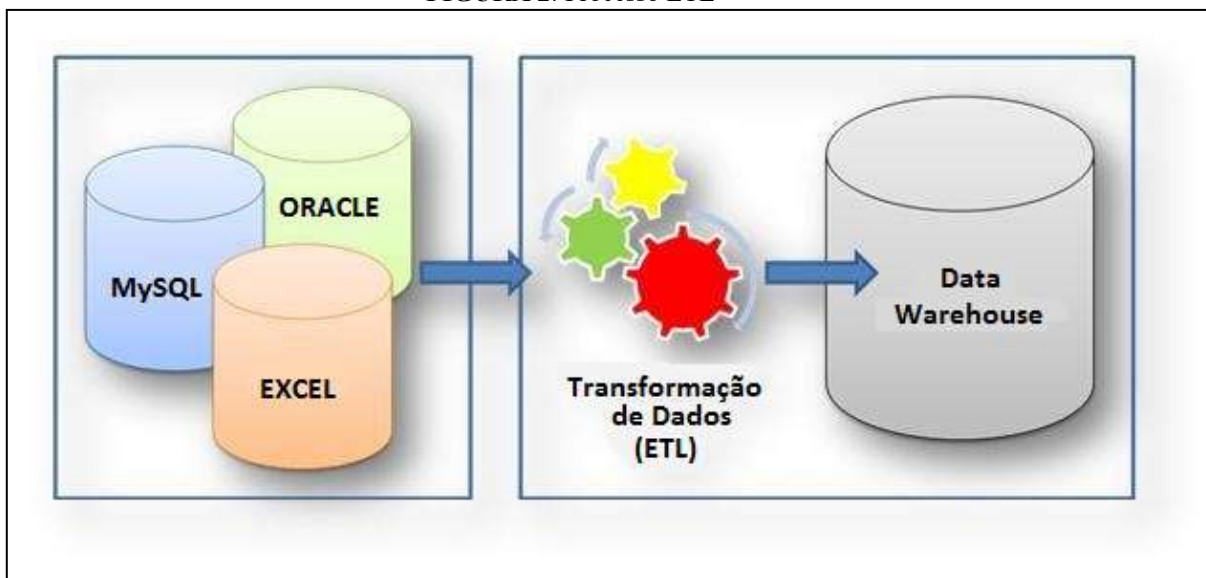 ORACLE
MySQL
EXCEL
Transformação
de Dados
(ETL)
Data
Warehouse